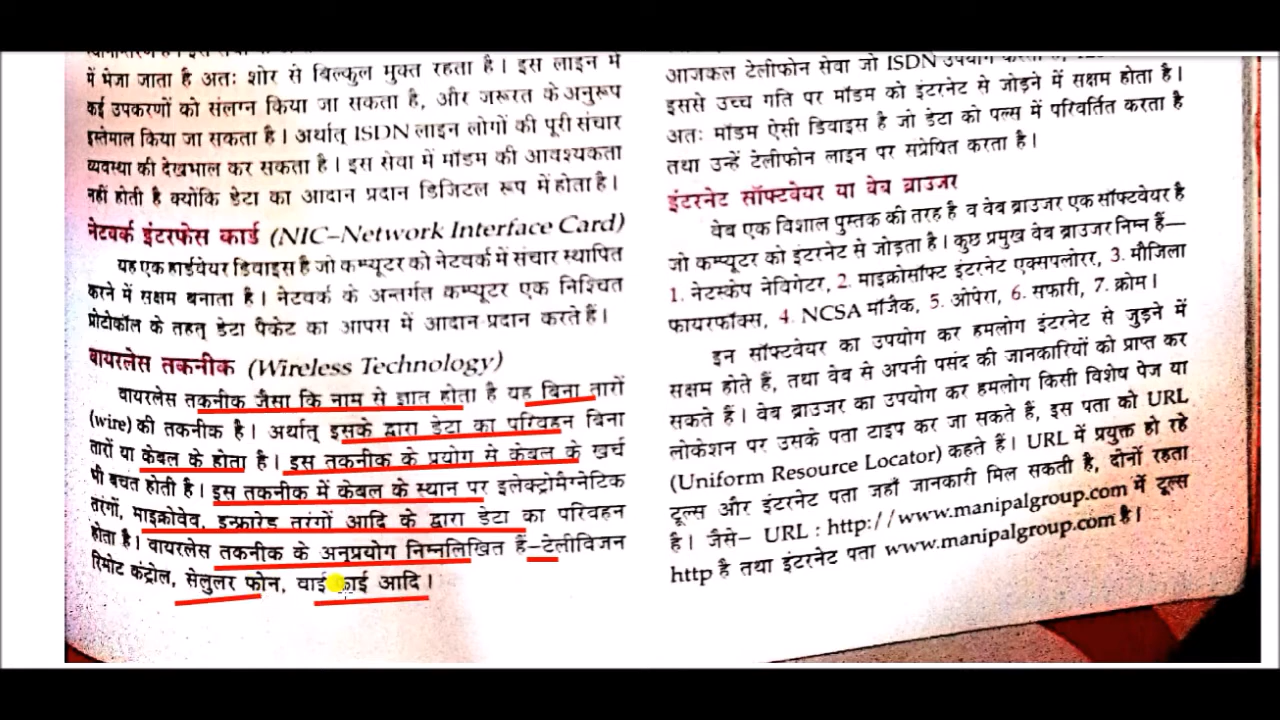 में भेजा जाता है अतः शोर से बिल्कुल मुक्त रहता है। इस लाइन में
कई उपकरणों को संलग्न किया जा सकता है, और जरूरत के अनुरूप
इस्तेमाल किया जा सकता है। अर्थात् ISDN लाइन लोगों की पूरी संचार
व्यवस्था की देखभाल कर सकता है। इस सेवा में मॉडम की आवश्यकता
नहीं होती है क्योंकि डेटा का आदान प्रदान डिजिटल रूप में होता है।
नेटवर्क इंटरफेस कार्ड (NIC–Network Interface Card)
यह एक हार्डवेयर डिवाइस है जो कम्प्यूटर को नेटवर्क में संचार स्थापित
करने में सक्षम बनाता है। नेटवर्क के अन्तर्गत कम्प्यूटर एक निश्चित
प्रोटोकॉल के तहत् डेटा पैकेट का आपस में आदान-प्रदान करते हैं।
वायरलेस तकनीक (Wireless Technology)
वायरलेस तकनीक जैसा कि नाम से ज्ञात होता है यह बिना तारों
(wire) की तकनीक है। अर्थात् इसके द्वारा डेटा का परिवहन बिना
तारों या केबल के होता है। इस तकनीक के प्रयोग से केबल के खर्च
भी बचत होती है। इस तकनीक में केबल के स्थान पर इलेक्ट्रोमैग्नेटिक
तरंगों, माइक्रोवेव, इन्फ्रारेड तरंगों आदि के द्वारा डेटा का परिवहन
होता है। वायरलेस तकनीक के अनुप्रयोग निम्नलिखित हैं–टेलीविजन
रिमोट कंट्रोल, सेलुलर फोन, वाई फाई आदि।
आजकल टेलीफोन सेवा जो ISDN उपयोग करता है,
इससे उच्च गति पर मॉडम को इंटरनेट से जोड़ने में सक्षम होता है।
अतः मॉडम ऐसी डिवाइस है जो डेटा को पल्स में परिवर्तित करता है
तथा उन्हें टेलीफोन लाइन पर संप्रेषित करता है।
इंटरनेट सॉफ्टवेयर या वेब ब्राउजर
वेब एक विशाल पुस्तक की तरह है व वेब ब्राउजर एक सॉफ्टवेयर है
जो कम्प्यूटर को इंटरनेट से जोड़ता है। कुछ प्रमुख वेब ब्राउजर निम्न हैं—
1. नेटस्केप नेविगेटर, 2. माइक्रोसॉफ्ट इंटरनेट एक्सपलोरर, 3. मौजिला
फायरफॉक्स, 4. NCSA मॉजैक, 5. ओपेरा, 6. सफारी, 7. क्रोम।
इन सॉफ्टवेयर का उपयोग कर हमलोग इंटरनेट से जुड़ने में
सक्षम होते हैं, तथा वेब से अपनी पसंद की जानकारियों को प्राप्त कर
सकते हैं। वेब ब्राउजर का उपयोग कर हमलोग किसी विशेष पेज या
लोकेशन पर उसके पता टाइप कर जा सकते हैं, इस पता को URL
(Uniform Resource Locator) कहते हैं। URL में प्रयुक्त हो रहे
टूल्स और इंटरनेट पता जहाँ जानकारी मिल सकती है, दोनों रहता
है। जैसे– URL : http://www.manipalgroup.com में टूल्स
http है तथा इंटरनेट पता www.manipalgroup.com है।